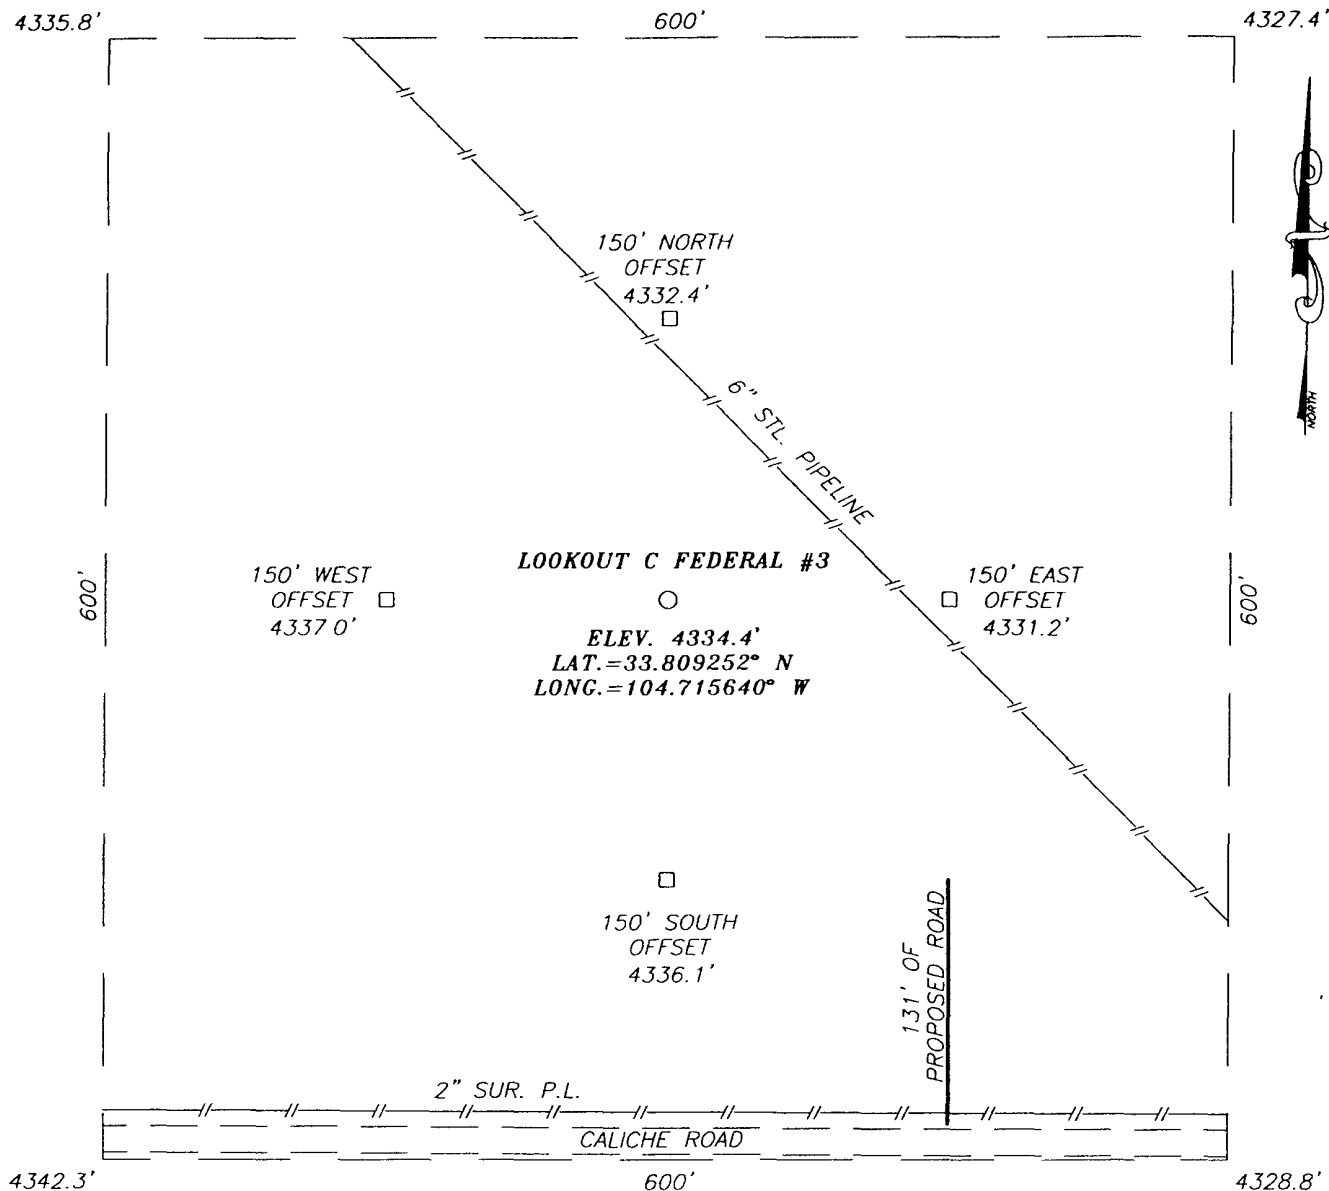 4335.8'
600'
4327.4'
150' NORTH
OFFSET
4332.4'
NORTH
6" STL. PIPELINE
LOOKOUT C FEDERAL #3
150' WEST
OFFSET
4337 0'
150' EAST
OFFSET
4331.2'
600'
600'
ELEV. 4334.4'
LAT.=33.809252° N
LONG.=104.715640° W
150' SOUTH
OFFSET
4336.1'
131' OF
PROPOSED ROAD
2" SUR. P.L.
CALICHE ROAD
4342.3'
600'
4328.8'